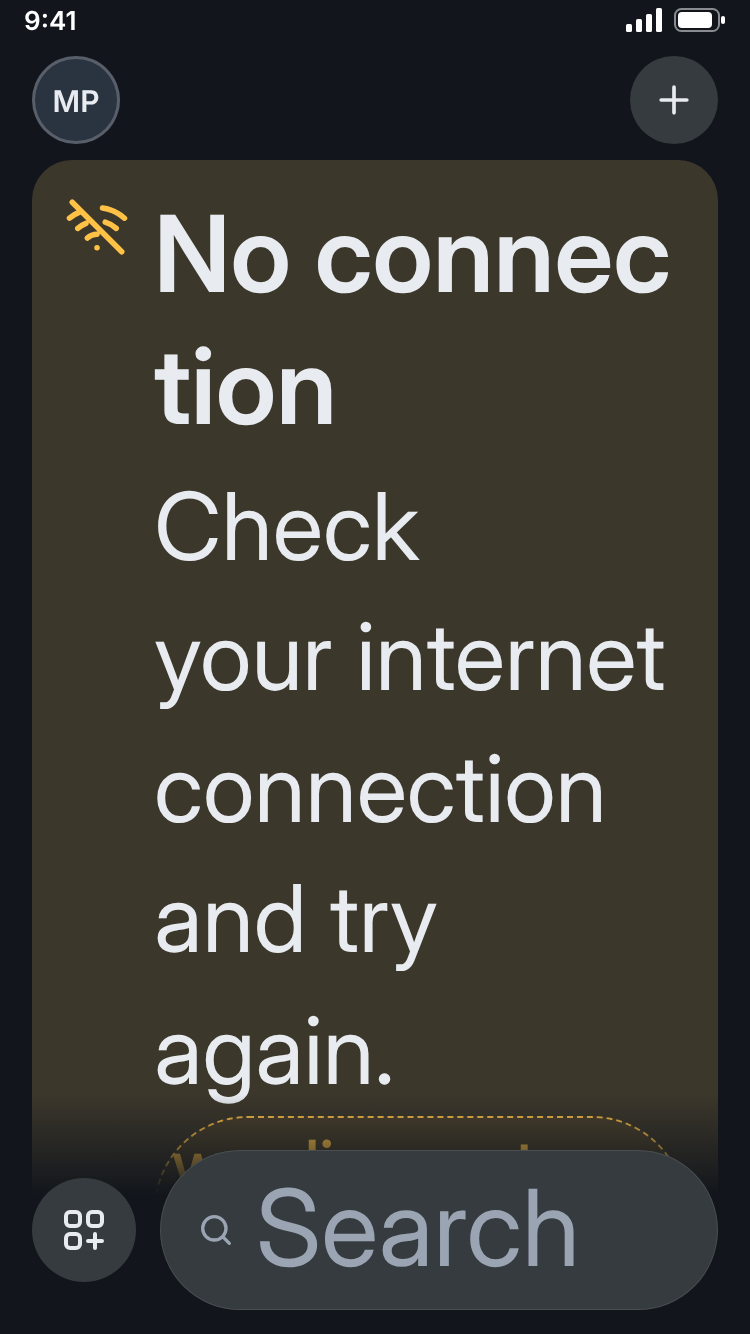 9:41
MP
No connec
tion
Check
your internet
connection
and try
again.
Search